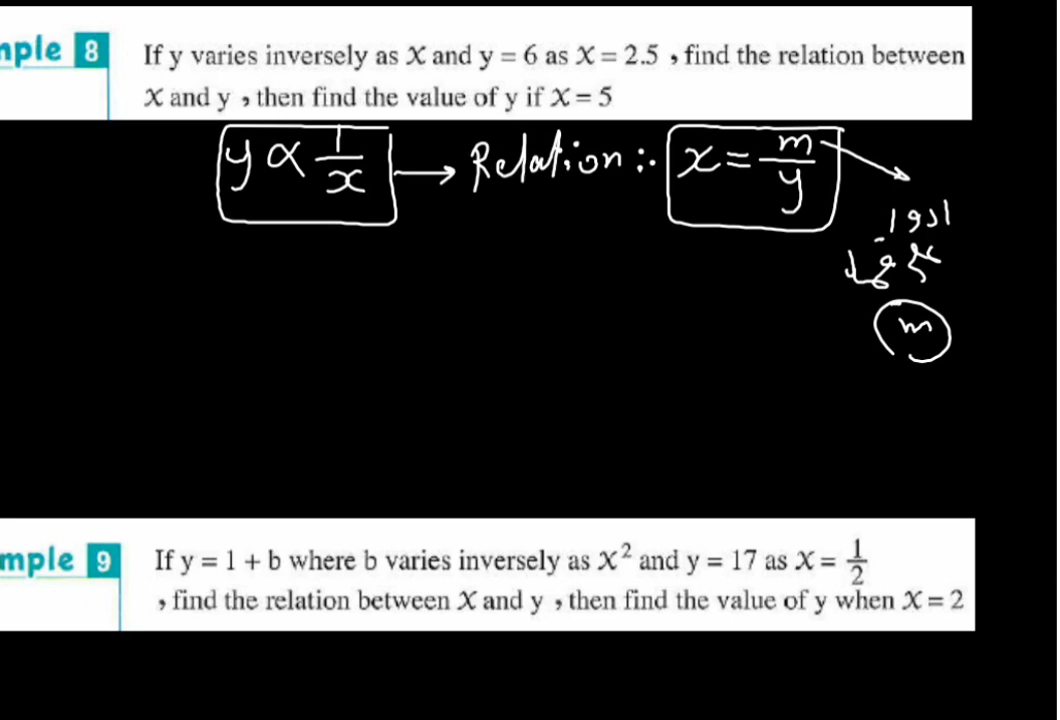 mple 8 If y varies inversely as X and y = 6 as X = 2.5 , find the relation between
X and y , then find the value of y if X = 5
y ∝ 1/x → Relation :. x = m/y
m
mple 9 If y = 1 + b where b varies inversely as X² and y = 17 as X = 1/2
, find the relation between X and y , then find the value of y when X = 2